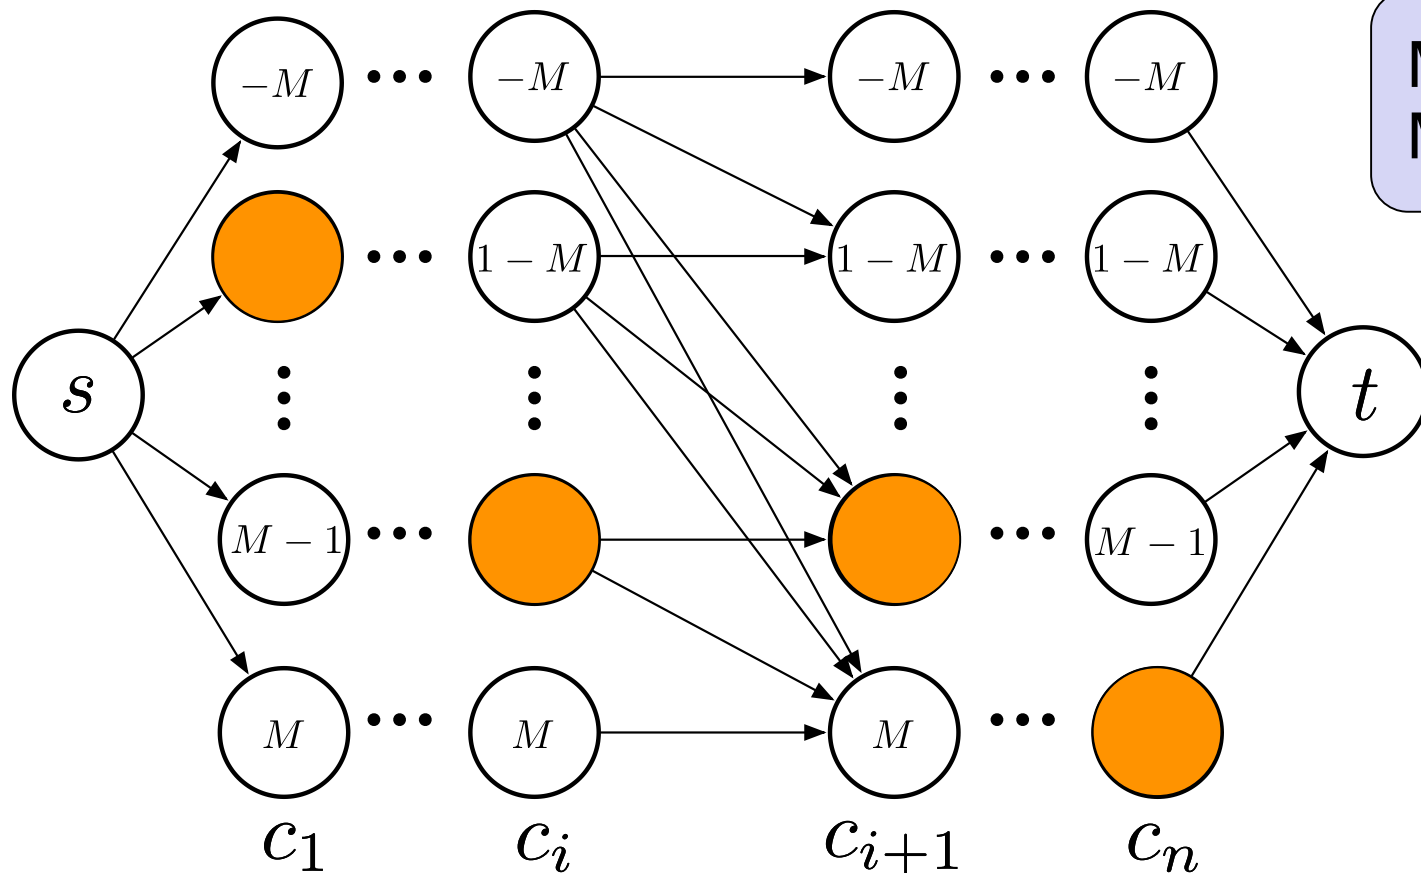 −M −M −M −M
M
M
1 − M 1 − M 1 − M
s t
M − 1 M − 1
M M M
c₁ cᵢ cᵢ₊₁ cₙ